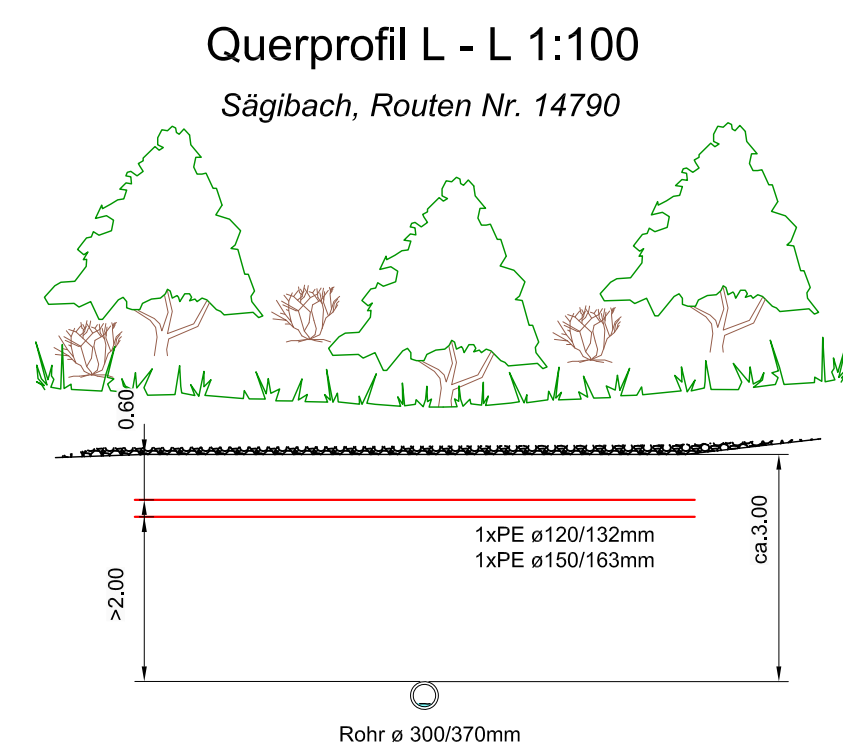 Querprofil L - L 1:100
Sägibach, Routen Nr. 14790
0.60
1xPE ø120/132mm
1xPE ø150/163mm
ca.3.00
>2.00
Rohr ø 300/370mm